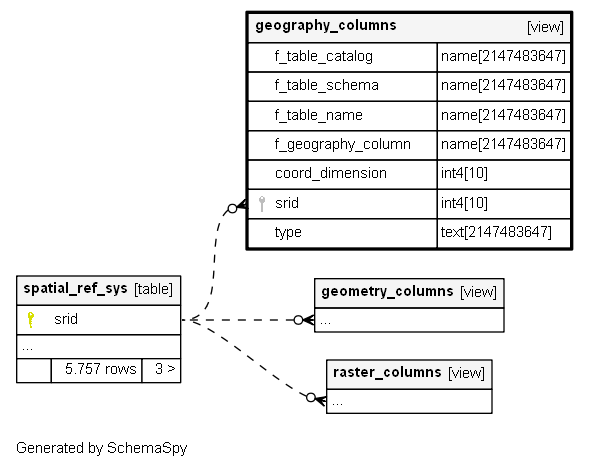 geography_columns [view]
f_table_catalog name[2147483647]
f_table_schema name[2147483647]
f_table_name name[2147483647]
f_geography_column name[2147483647]
coord_dimension int4[10]
srid int4[10]
type text[2147483647]
spatial_ref_sys [table]
srid
...
5.757 rows 3 >
geometry_columns [view]
...
raster_columns [view]
...
Generated by SchemaSpy